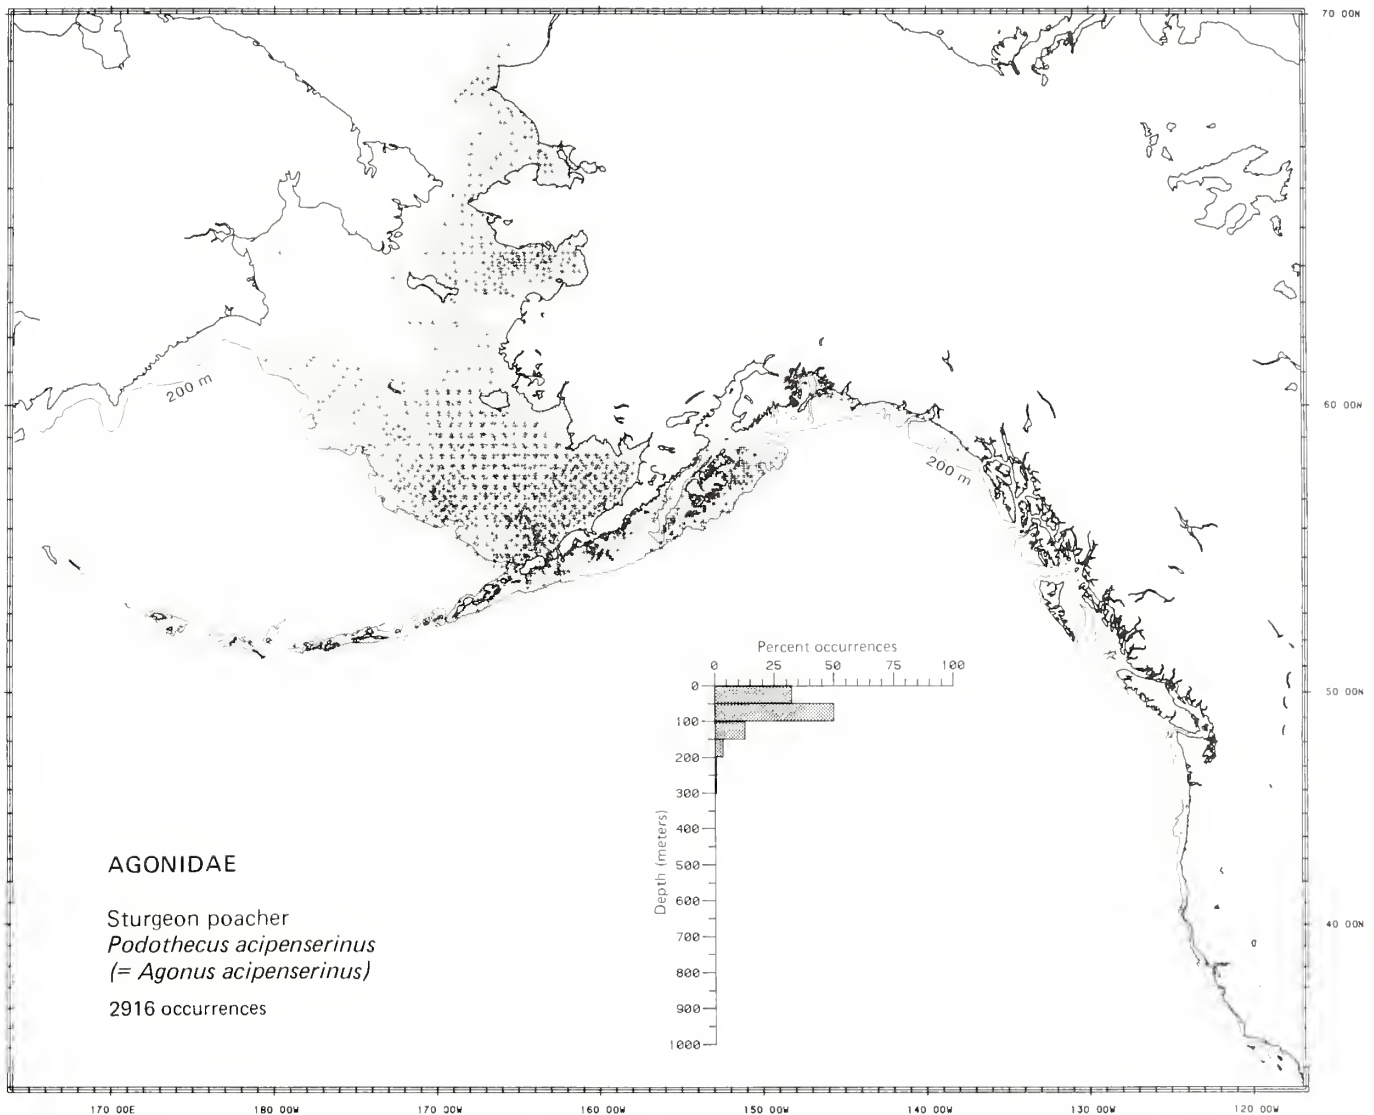 70 00N
200 m
60 00N
200 m
Percent occurrences
0 25 50 75 100
0
50 00N
100
200
300
400
500
600
700
800
900
1000
Depth (meters)
40 00N
AGONIDAE
Sturgeon poacher
Podothecus acipenserinus
(= Agonus acipenserinus)
2916 occurrences
170 00E 180 00W 170 00W 160 00W 150 00W 140 00W 130 00W 120 00W